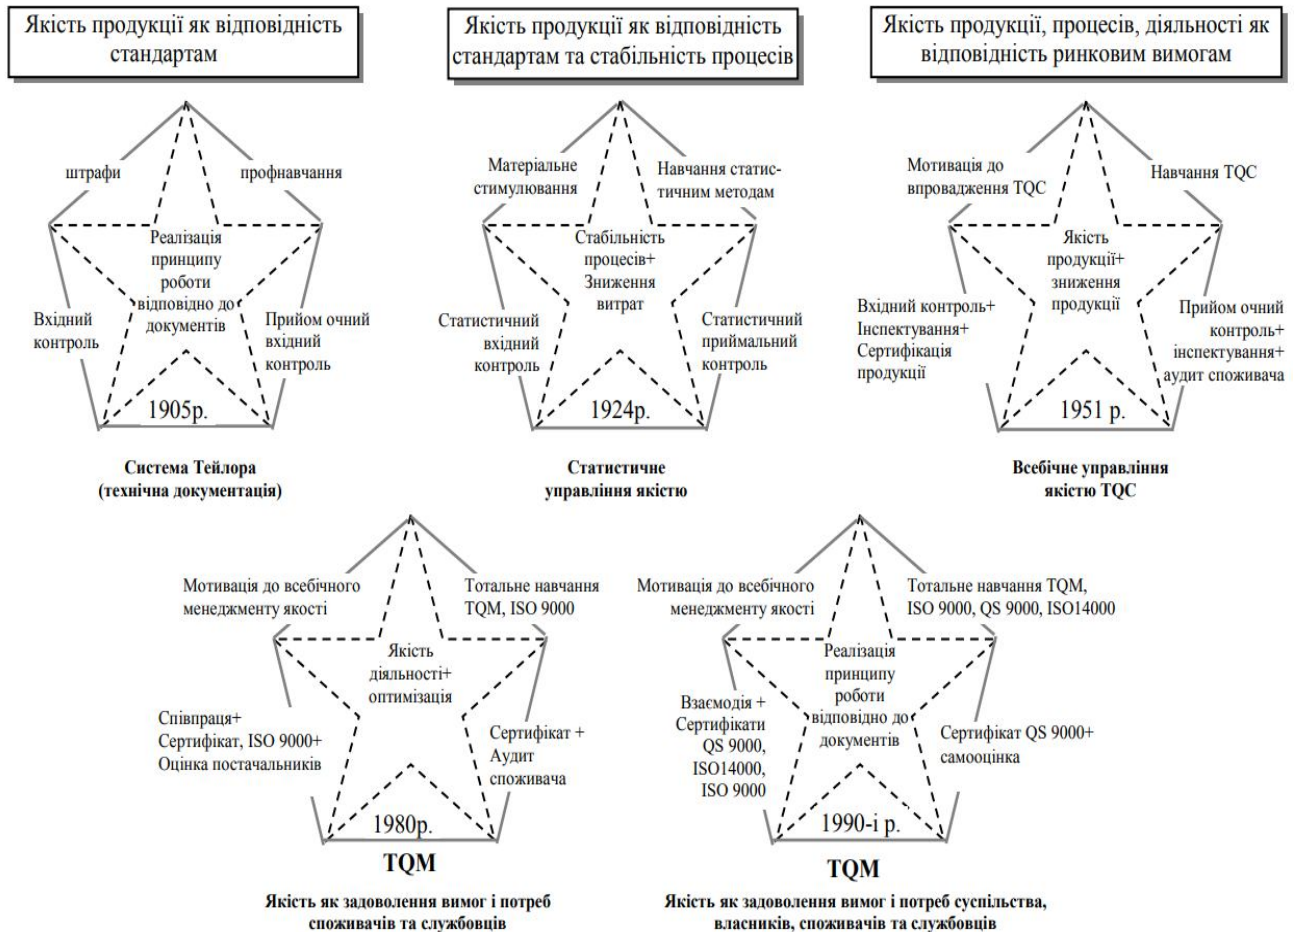 Якість продукції як відповідність
стандартам
Якість продукції як відповідність
стандартам та стабільність процесів
Якість продукції, процесів, діяльності як
відповідність ринковим вимогам
штрафи
профнавчання
Реалізація
принципу
роботи
відповідно до
документів
Вхідний
контроль
Прийом очний
вхідний
контроль
1905р.
Система Тейлора
(технічна документація)
Матеріальне
стимулювання
Навчання статис-
тичним методам
Стабільність
процесів+
Зниження
витрат
Статистичний
вхідний
контроль
Статистичний
приймальний
контроль
1924р.
Статистичне
управління якістю
Мотивація до
впровадження TQC
Навчання TQC
Якість
продукції+
зниження
продукції
Вхідний контроль+
Інспектування+
Сертифікація
продукції
Прийом очний
контроль+
інспектування+
аудит споживача
1951 р.
Всебічне управління
якістю TQC
Мотивація до всебічного
менеджменту якості
Тотальне навчання
TQM, ISO 9000
Якість
діяльності+
оптимізація
Співпраця+
Сертифікат, ISO 9000+
Оцінка постачальників
Сертифікат +
Аудит
споживача
1980р.
TQM
Якість як задоволення вимог і потреб
споживачів та службовців
Мотивація до всебічного
менеджменту якості
Тотальне навчання TQM,
ISO 9000, QS 9000, ISO14000
Реалізація
принципу
роботи
відповідно до
документів
Взаємодія +
Сертифікати
QS 9000,
ISO14000,
ISO 9000
Сертифікат QS 9000+
самооцінка
1990-і р.
TQM
Якість як задоволення вимог і потреб суспільства,
власників, споживачів та службовців